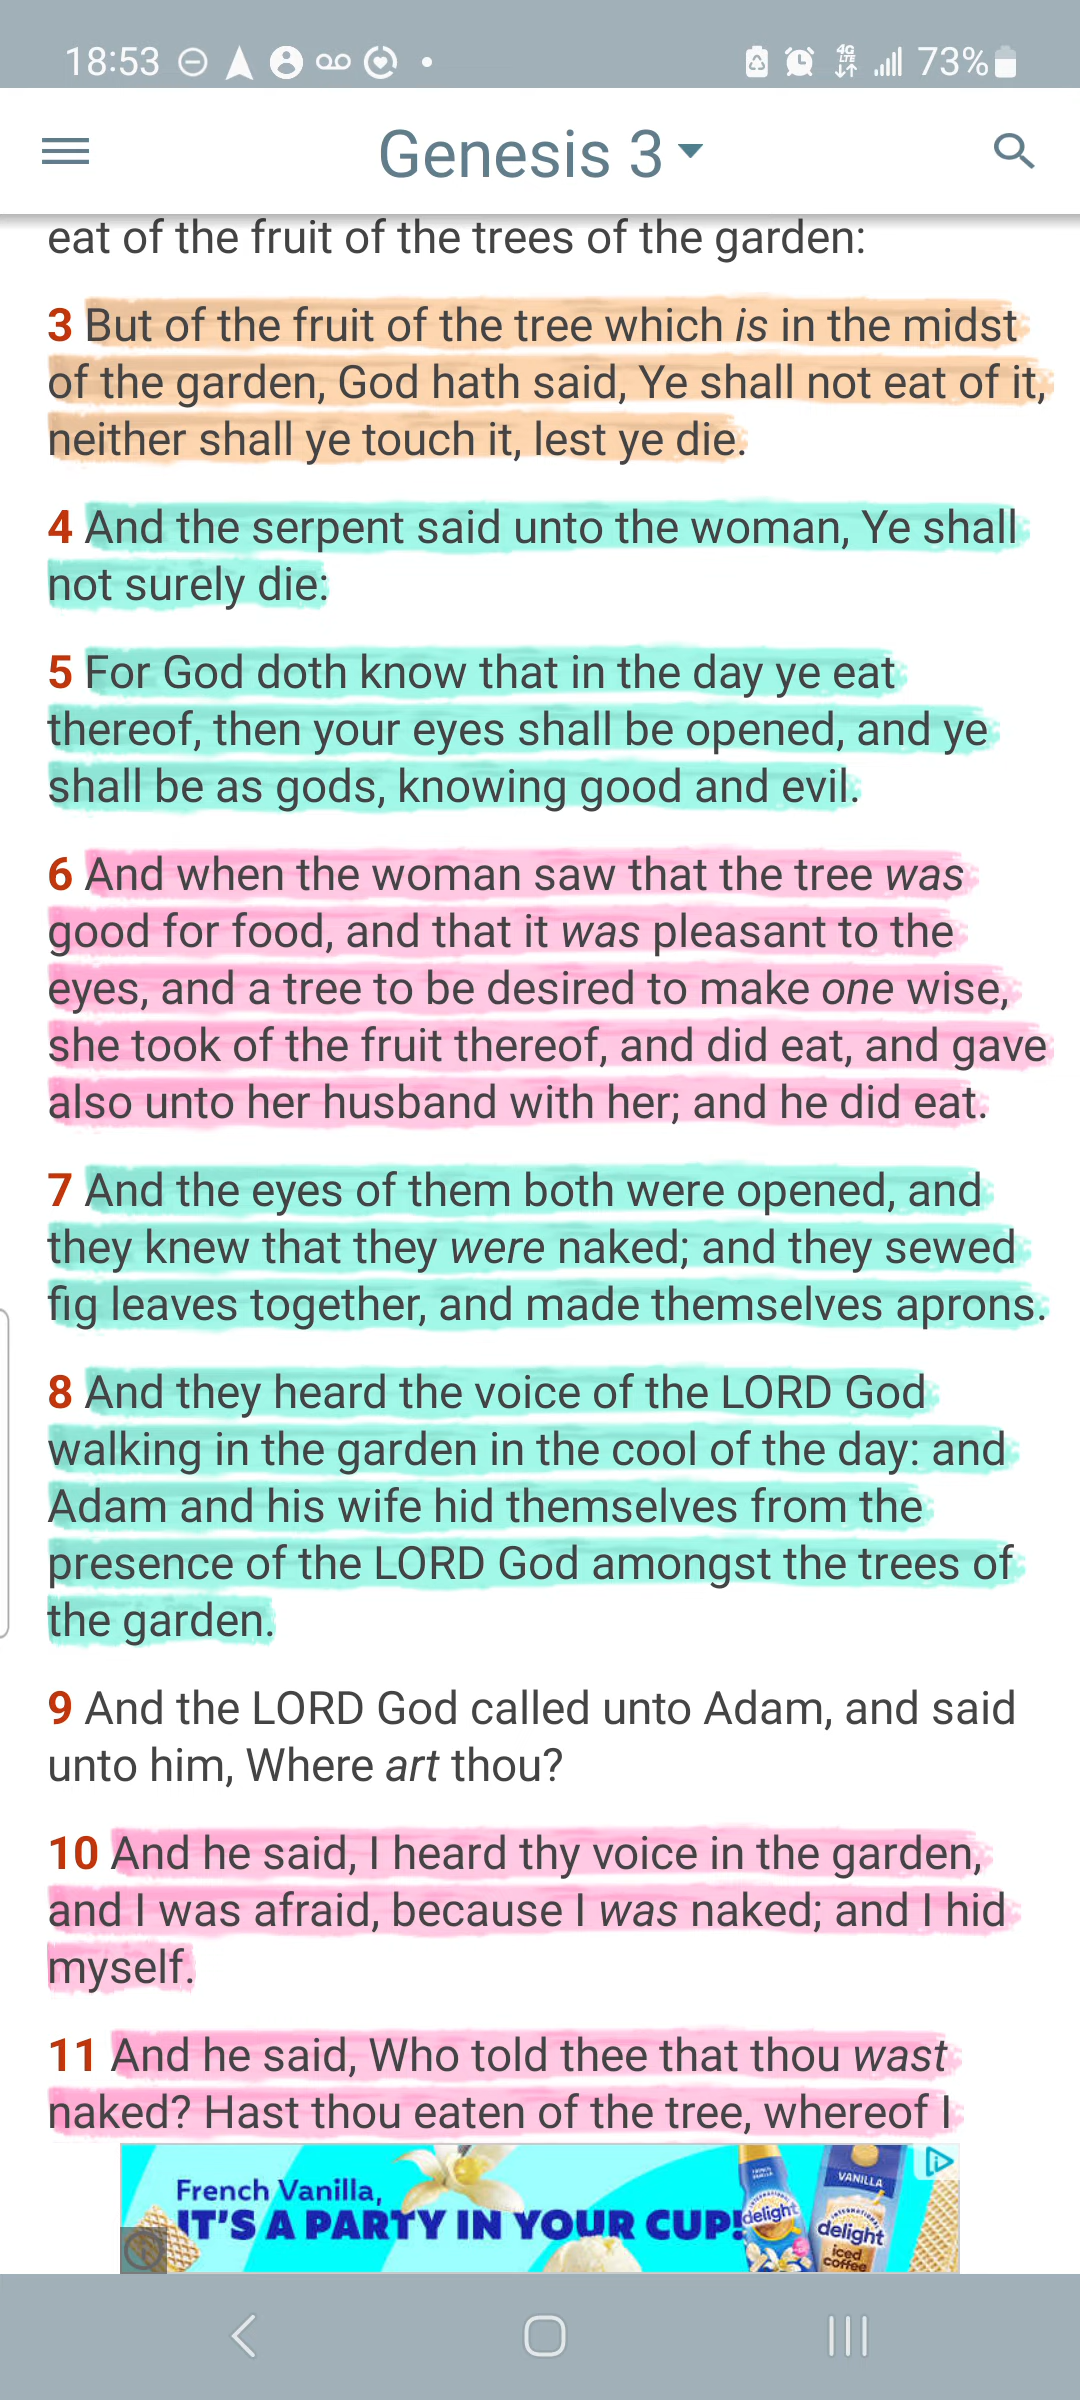 18:53
4G
LTE
73%
Genesis 3
eat of the fruit of the trees of the garden:
3 But of the fruit of the tree which is in the midst
of the garden, God hath said, Ye shall not eat of it,
neither shall ye touch it, lest ye die.
4 And the serpent said unto the woman, Ye shall
not surely die:
5 For God doth know that in the day ye eat
thereof, then your eyes shall be opened, and ye
shall be as gods, knowing good and evil.
6 And when the woman saw that the tree was
good for food, and that it was pleasant to the
eyes, and a tree to be desired to make one wise,
she took of the fruit thereof, and did eat, and gave
also unto her husband with her; and he did eat.
7 And the eyes of them both were opened, and
they knew that they were naked; and they sewed
fig leaves together, and made themselves aprons.
8 And they heard the voice of the LORD God
walking in the garden in the cool of the day: and
Adam and his wife hid themselves from the
presence of the LORD God amongst the trees of
the garden.
9 And the LORD God called unto Adam, and said
unto him, Where art thou?
10 And he said, I heard thy voice in the garden,
and I was afraid, because I was naked; and I hid
myself.
11 And he said, Who told thee that thou wast
naked? Hast thou eaten of the tree, whereof I
French Vanilla,
IT'S A PARTY IN YOUR CUP!
delight
VANILLA
delight
iced
coffee